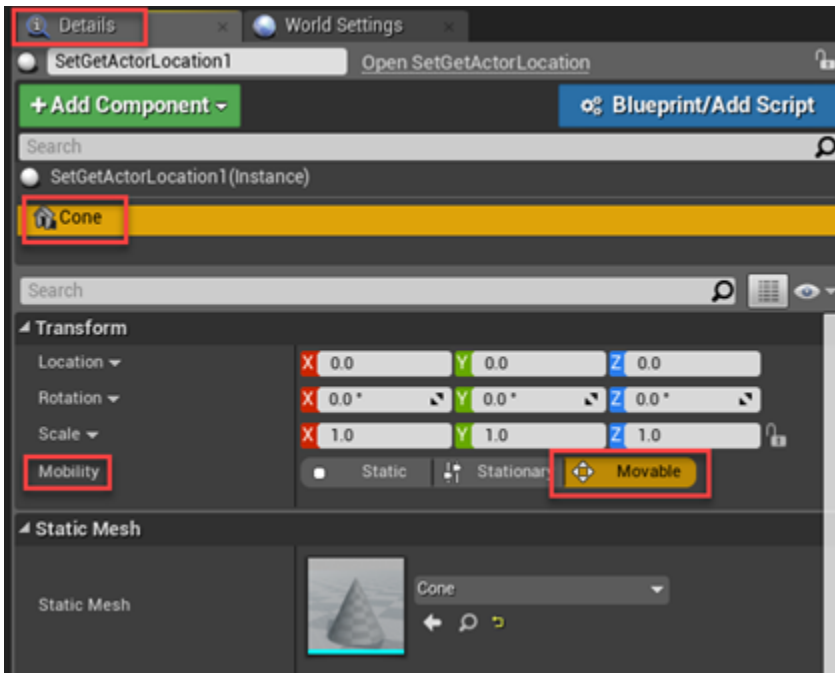 Details World Settings
SetGetActorLocation1 Open SetGetActorLocation
+Add Component Blueprint/Add Script
Search
SetGetActorLocation1(Instance)
Cone
Search
Transform
Location X 0.0 Y 0.0 Z 0.0
Rotation X 0.0° Y 0.0° Z 0.0°
Scale X 1.0 Y 1.0 Z 1.0
Mobility Static Stationary Movable
Static Mesh
Cone
Static Mesh